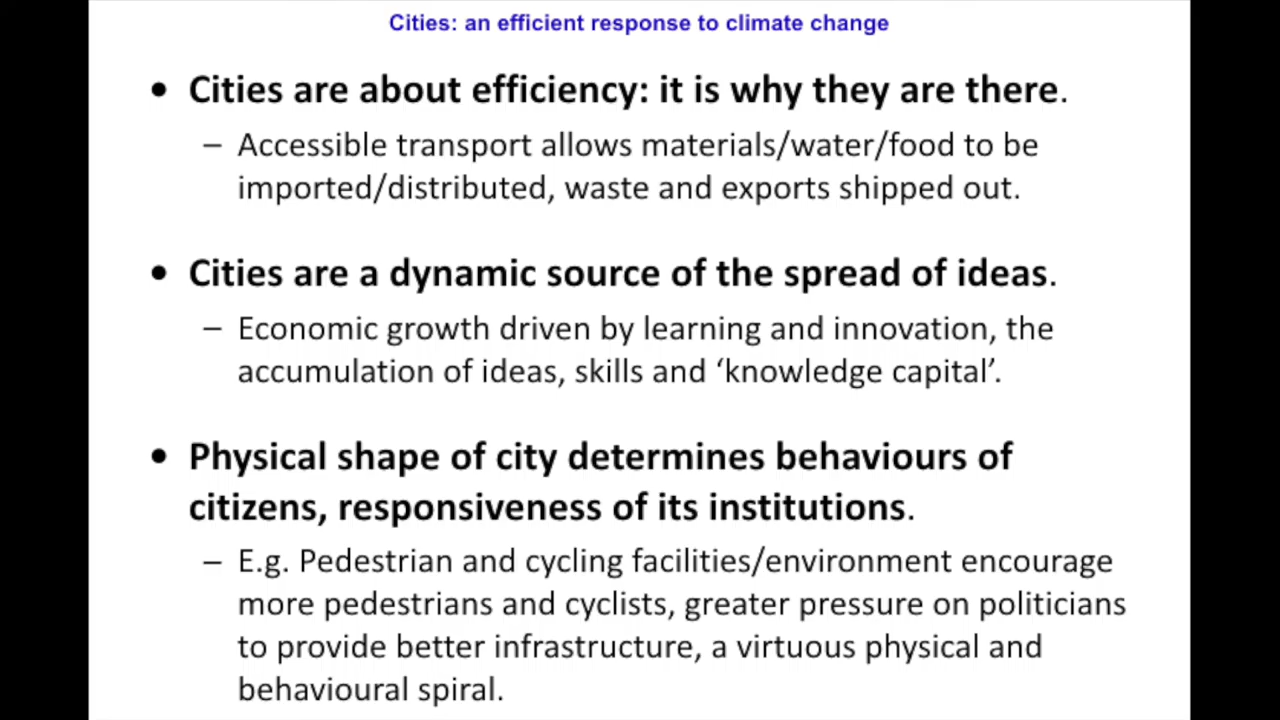 Cities: an efficient response to climate change
• Cities are about efficiency: it is why they are there.
– Accessible transport allows materials/water/food to be
imported/distributed, waste and exports shipped out.
• Cities are a dynamic source of the spread of ideas.
– Economic growth driven by learning and innovation, the
accumulation of ideas, skills and ‘knowledge capital’.
• Physical shape of city determines behaviours of
citizens, responsiveness of its institutions.
– E.g. Pedestrian and cycling facilities/environment encourage
more pedestrians and cyclists, greater pressure on politicians
to provide better infrastructure, a virtuous physical and
behavioural spiral.